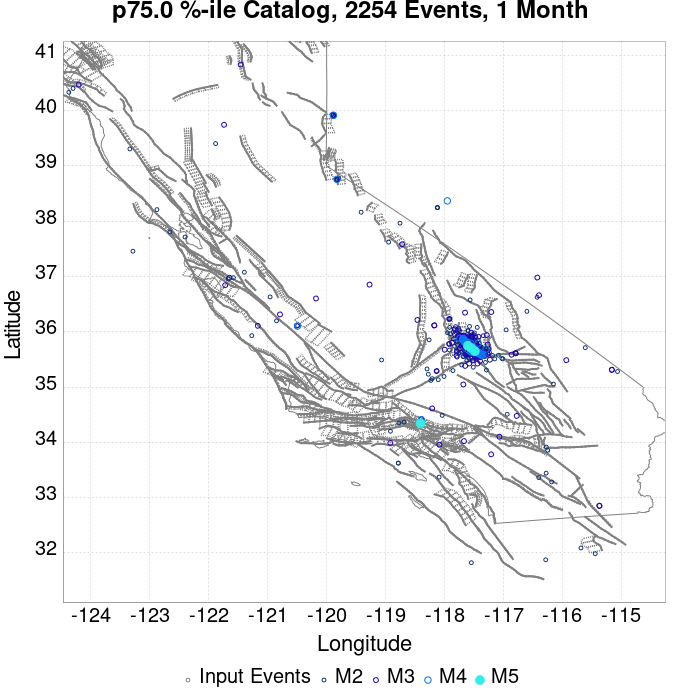 p75.0 %-ile Catalog, 2254 Events, 1 Month
41
40
39
38
37
36
35
34
33
32
Latitude
-124 -123 -122 -121 -120 -119 -118 -117 -116 -115
Longitude
Input Events M2 M3 M4 M5